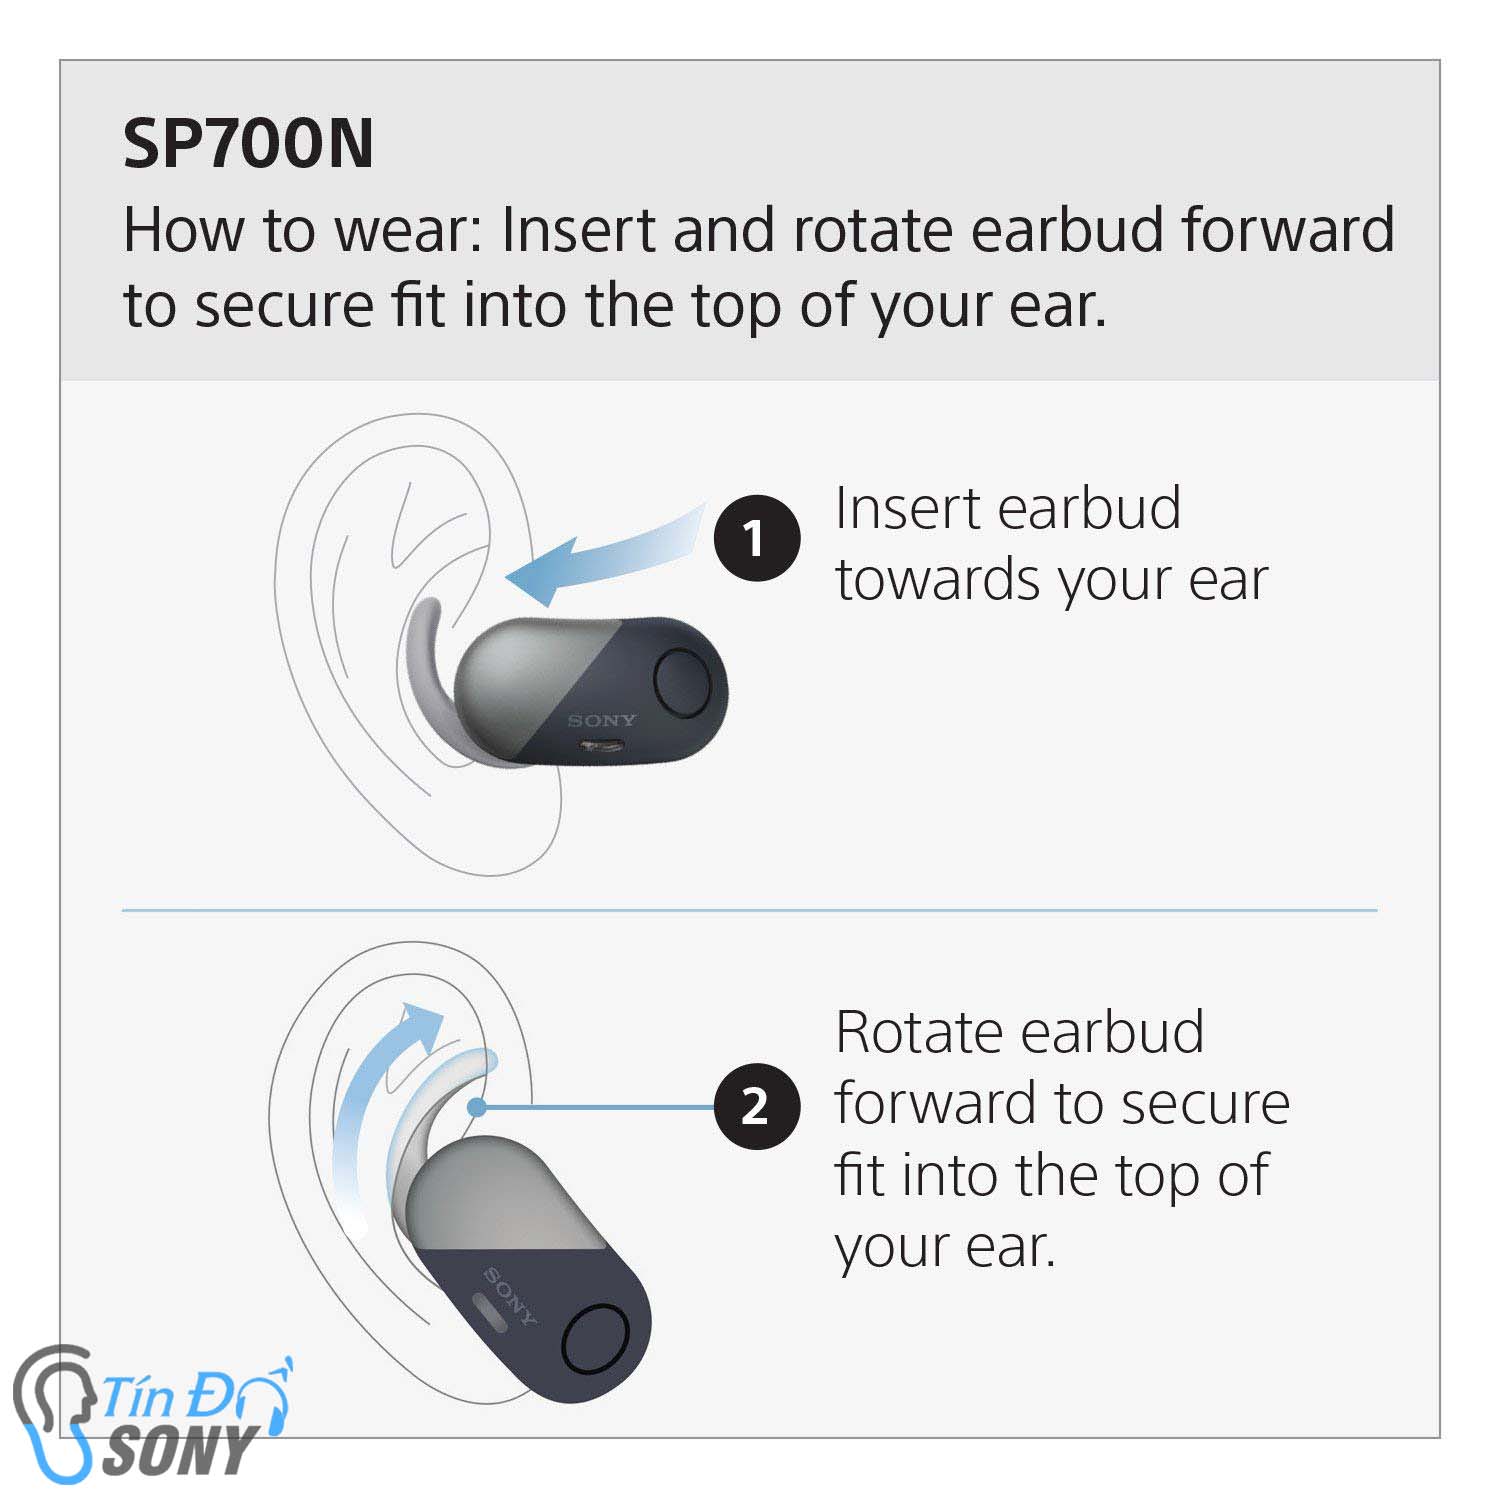 SP700N
How to wear: Insert and rotate earbud forward
to secure fit into the top of your ear.
1
Insert earbud
towards your ear
SONY
2
Rotate earbud
forward to secure
fit into the top of
your ear.
SONY
Tín Đồ
SONY